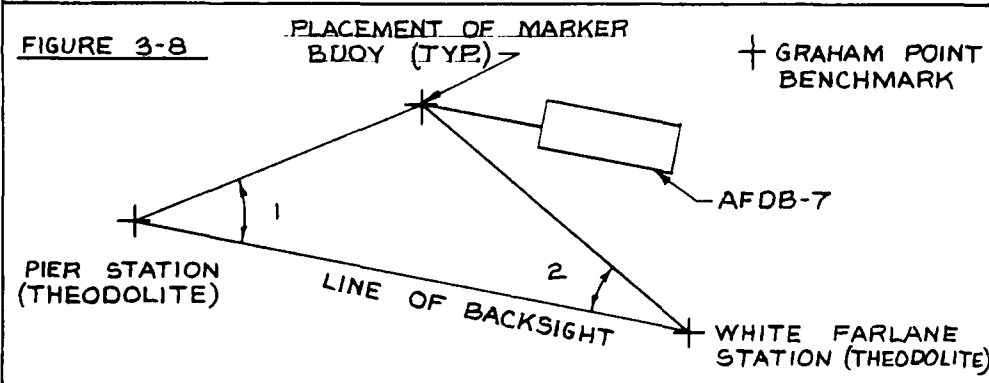 FIGURE 3-8
PLACEMENT OF MARKER
BUOY (TYP.)
GRAHAM POINT
BENCHMARK
AFDB-7
1
PIER STATION
(THEODOLITE)
2
LINE OF BACKSIGHT
WHITE FARLANE
STATION (THEODOLITE)